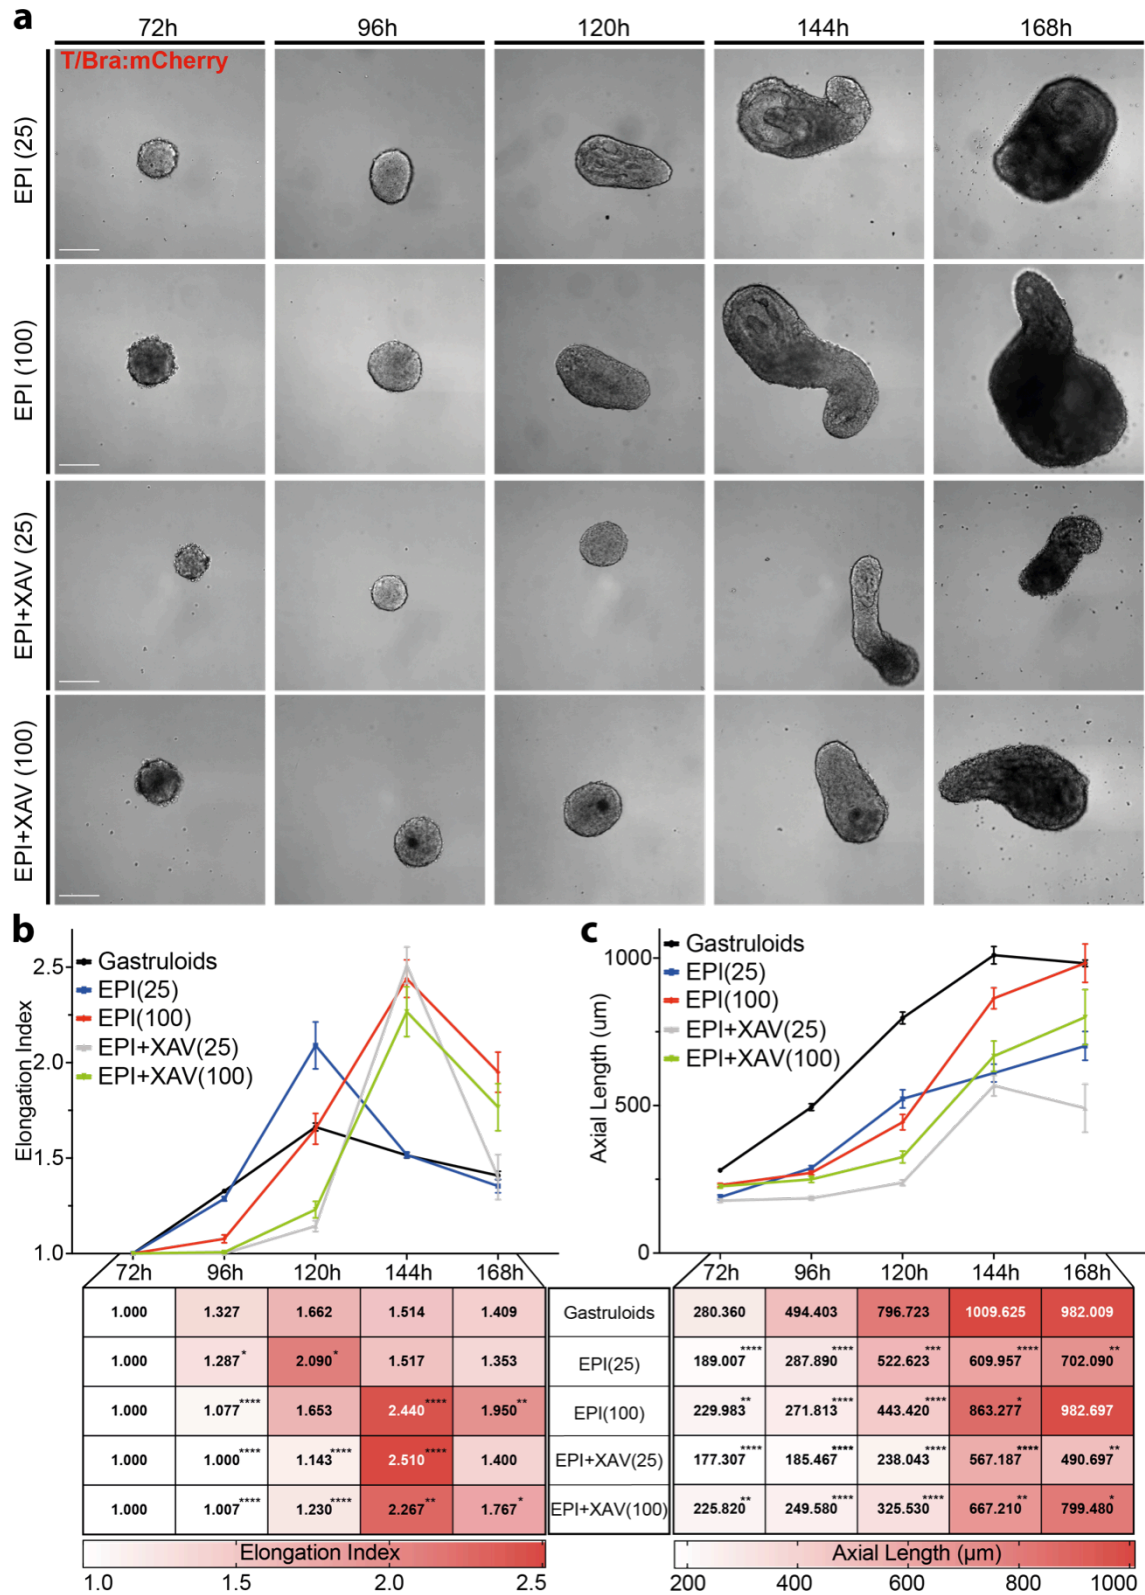 a
72h 96h 120h 144h 168h
T/Bra:mCherry
EPI (25)
EPI (100)
EPI+XAV (25)
EPI+XAV (100)
b
Elongation Index
2.5
2.0
1.5
1.0
Gastruloids
EPI(25)
EPI(100)
EPI+XAV(25)
EPI+XAV(100)
72h 96h 120h 144h 168h
c
Axial Length (um)
1000
500
0
Gastruloids
EPI(25)
EPI(100)
EPI+XAV(25)
EPI+XAV(100)
72h 96h 120h 144h 168h
1.000 1.327 1.662 1.514 1.409 Gastruloids 280.360 494.403 796.723 1009.625 982.009
1.000 1.287* 2.090* 1.517 1.353 EPI(25) 189.007**** 287.890**** 522.623*** 609.957**** 702.090**
1.000 1.077**** 1.653 2.440**** 1.950** EPI(100) 229.983** 271.813**** 443.420**** 863.277* 982.697
1.000 1.000**** 1.143**** 2.510**** 1.400 EPI+XAV(25) 177.307**** 185.467**** 238.043**** 567.187**** 490.697**
1.000 1.007**** 1.230**** 2.267** 1.767* EPI+XAV(100) 225.820** 249.580**** 325.530**** 667.210** 799.480*
Elongation Index
1.0 1.5 2.0 2.5
Axial Length (µm)
200 400 600 800 1000